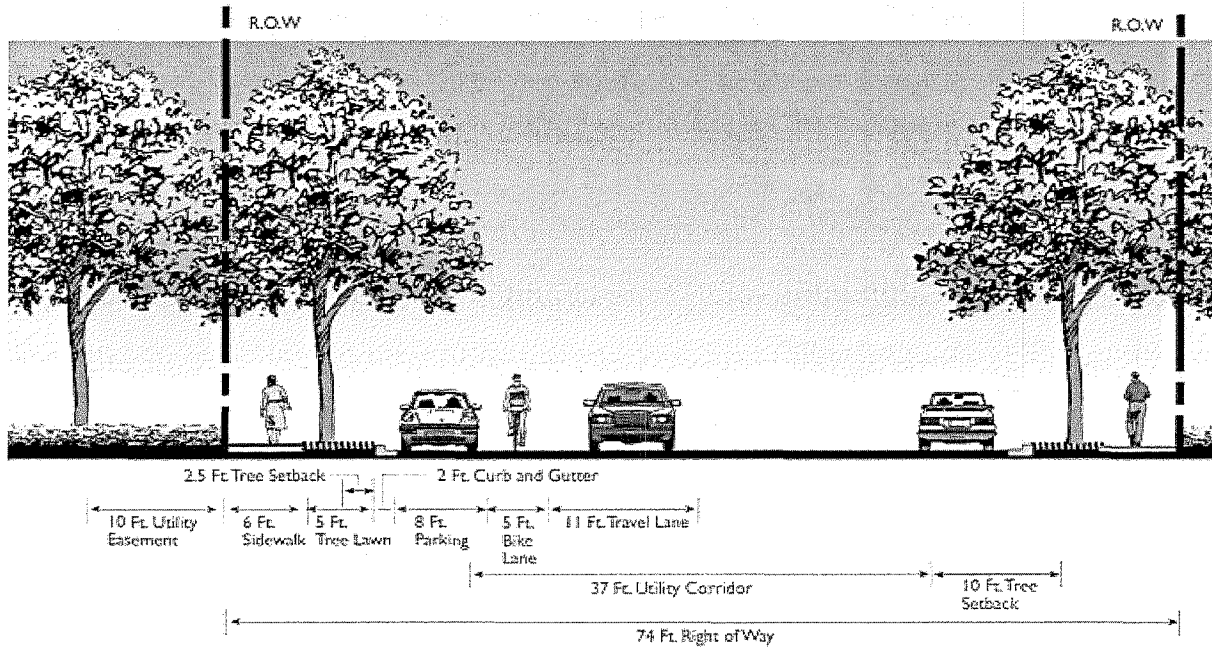 R.O.W
R.O.W
2.5 Ft. Tree Setback
2 Ft. Curb and Gutter
10 Ft. Utility
Easement
6 Ft.
Sidewalk
5 Ft.
Tree Lawn
8 Ft.
Parking
5 Ft.
Bike
Lane
11 Ft. Travel Lane
37 Ft. Utility Corridor
10 Ft. Tree
Setback
74 Ft. Right of Way